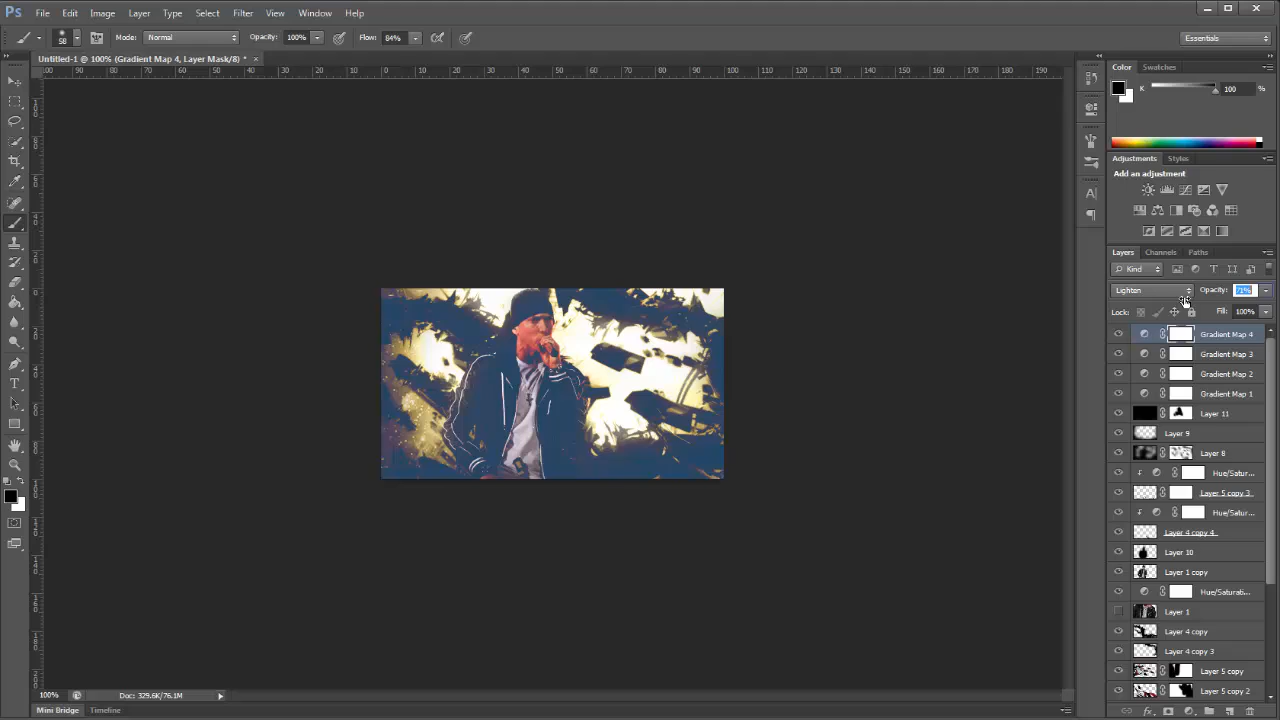 Ps File Edit Image Layer Type Select Filter View Window Help
58 Mode: Normal Opacity: 100% Flow: 84% Essentials
Untitled-1 @ 100% (Gradient Map 4, Layer Mask/8) * ×
Color Swatches
K 100 %
Adjustments Styles
Add an adjustment
Layers Channels Paths
Kind T
Lighten Opacity: 71%
Lock: Fill: 100%
Gradient Map 4
Gradient Map 3
Gradient Map 2
Gradient Map 1
Layer 11
Layer 9
Layer 8
Hue/Satur...
Layer 5 copy 3
Hue/Satur...
Layer 4 copy 4
Layer 10
Layer 1 copy
Hue/Saturati...
Layer 1
Layer 4 copy
Layer 4 copy 3
Layer 5 copy
Layer 5 copy 2
100% Doc: 329.6K/76.1M
Mini Bridge Timeline